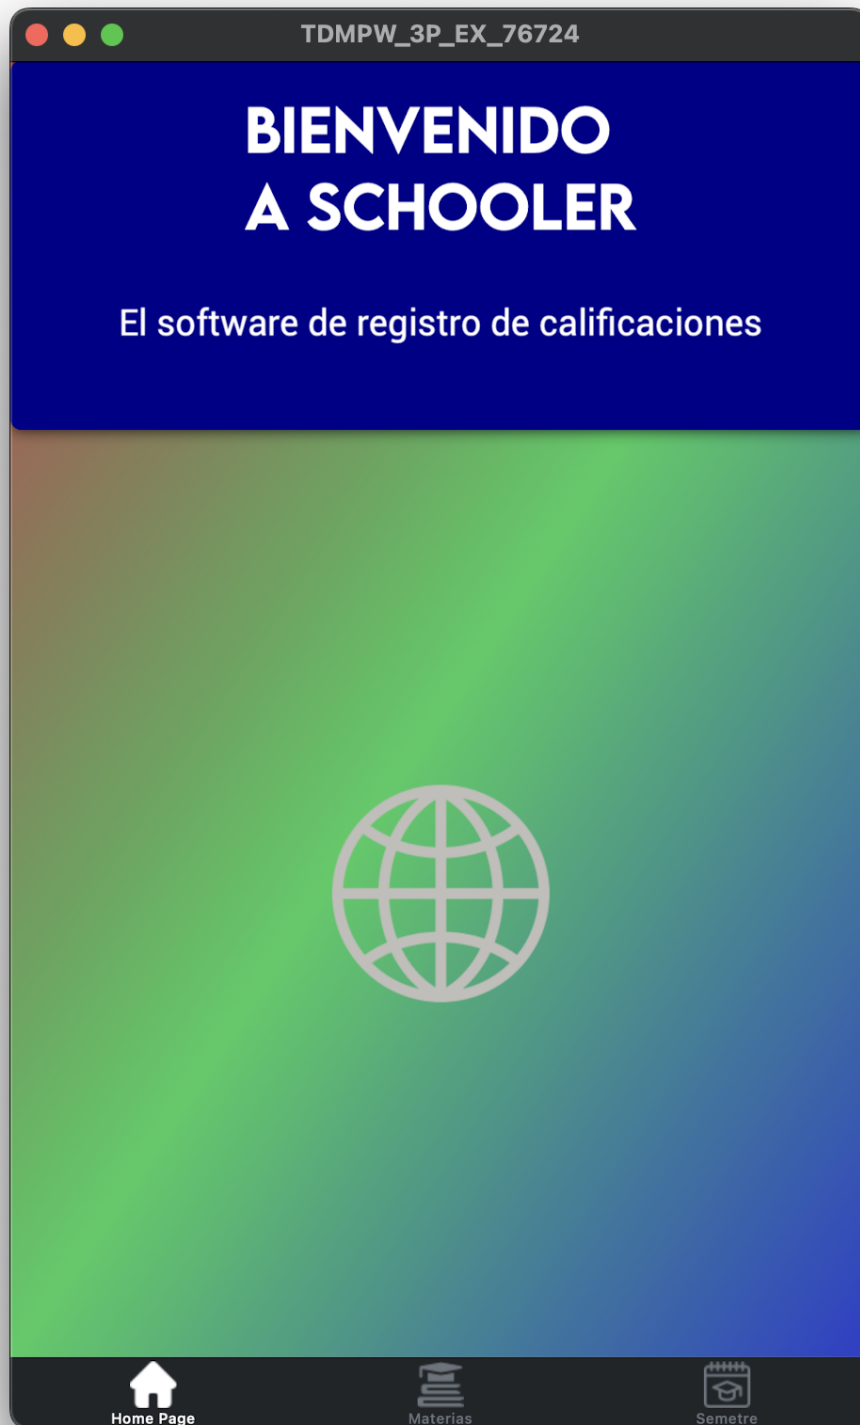 TDMPW_3P_EX_76724
BIENVENIDO
A SCHOOLER
El software de registro de calificaciones
Home Page
Materias
Semetre